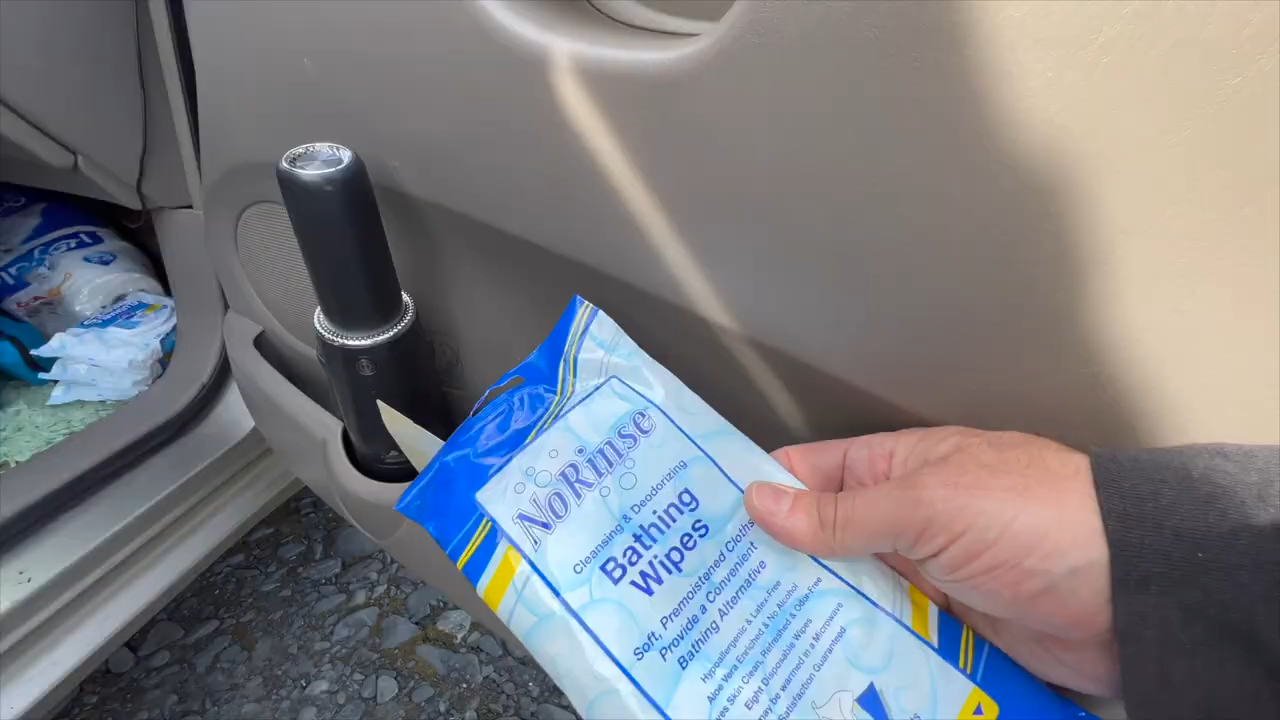 NoRinse
Cleansing & Deodorizing
Bathing
Wipes
Soft, Premoistened Cloths
Provide a Convenient
Bathing Alternative
Hypoallergenic & Latex-Free
Aloe Vera Enriched & No Alcohol
Skin Clean, Refreshed & Odor-Free
Eight Disposable Wipes
may be warmed in a Microwave
Satisfaction Guaranteed